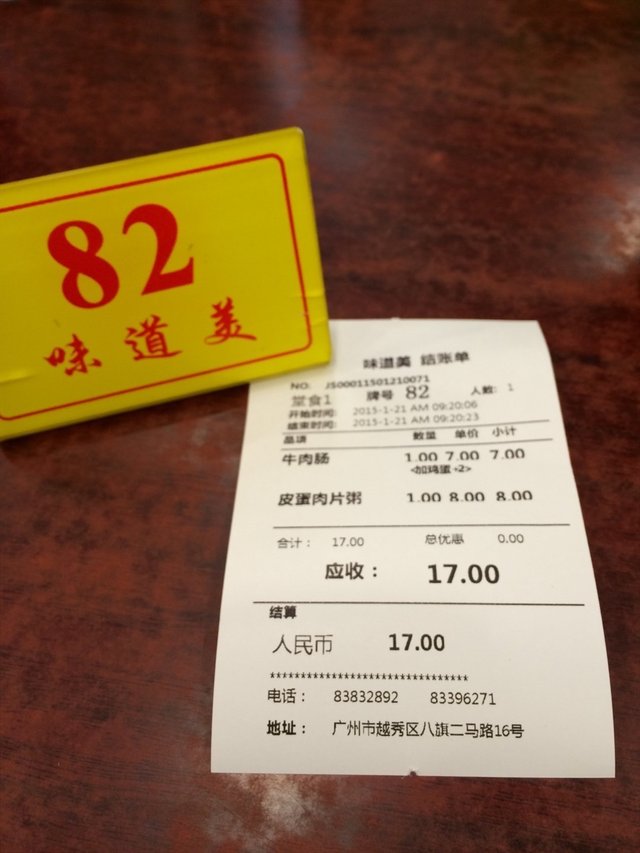 82
味道美
味道美 结账单
NO: JS00011501210071
堂食1 牌号 82 人数: 1
开始时间: 2015-1-21 AM 09:20:06
结束时间: 2015-1-21 AM 09:20:23
品项 数量 单价 小计
牛肉肠 1.00 7.00 7.00
<加鸡蛋 +2>
皮蛋肉片粥 1.00 8.00 8.00
合计: 17.00 总优惠 0.00
应收: 17.00
结算
人民币 17.00
********************************
电话: 83832892 83396271
地址: 广州市越秀区八旗二马路16号